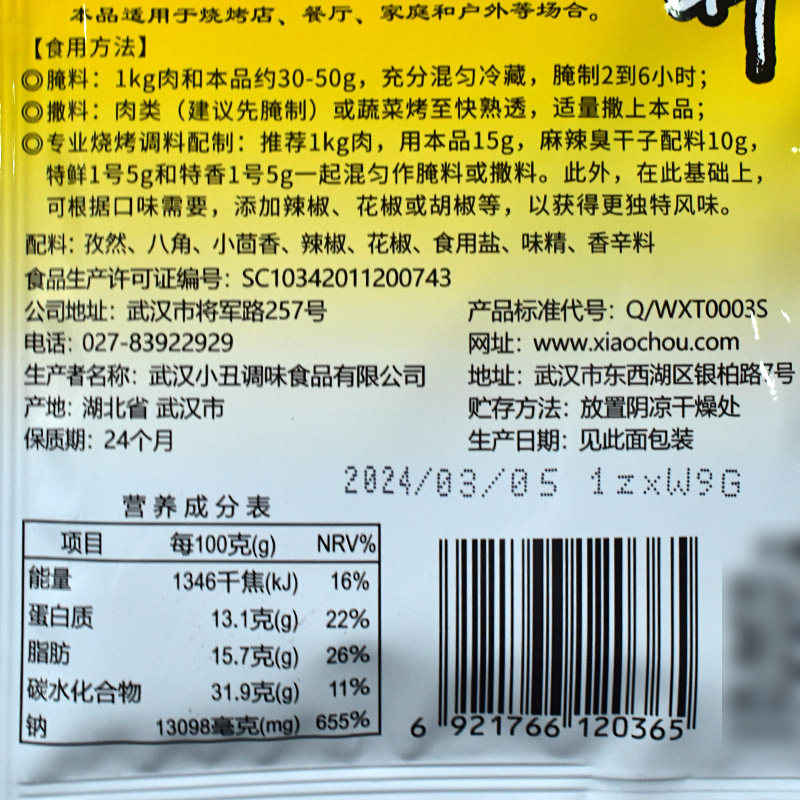 本品适用于烧烤店、餐厅、家庭和户外等场合。
【食用方法】
◎腌料：1kg肉和本品约30-50g，充分混匀冷藏，腌制2到6小时；
◎撒料：肉类（建议先腌制）或蔬菜烤至快熟透，适量撒上本品；
◎专业烧烤调料配制：推荐1kg肉，用本品15g，麻辣臭干子配料10g，
特鲜1号5g和特香1号5g一起混匀作腌料或撒料。此外，在此基础上，
可根据口味需要，添加辣椒、花椒或胡椒等，以获得更独特风味。
配料：孜然、八角、小茴香、辣椒、花椒、食用盐、味精、香辛料
食品生产许可证编号：SC10342011200743
公司地址：武汉市将军路257号 产品标准代号：Q/WXT0003S
电话：027-83922929 网址：www.xiaochou.com
生产者名称：武汉小丑调味食品有限公司 地址：武汉市东西湖区银柏路7号
产地：湖北省 武汉市 贮存方法：放置阴凉干燥处
保质期：24个月 生产日期：见此面包装
2024/03/05 1zxW9G
营养成分表
项目 每100克(g) NRV%
能量 1346千焦(kJ) 16%
蛋白质 13.1克(g) 22%
脂肪 15.7克(g) 26%
碳水化合物 31.9克(g) 11%
钠 13098毫克(mg) 655%
6 921766 120365